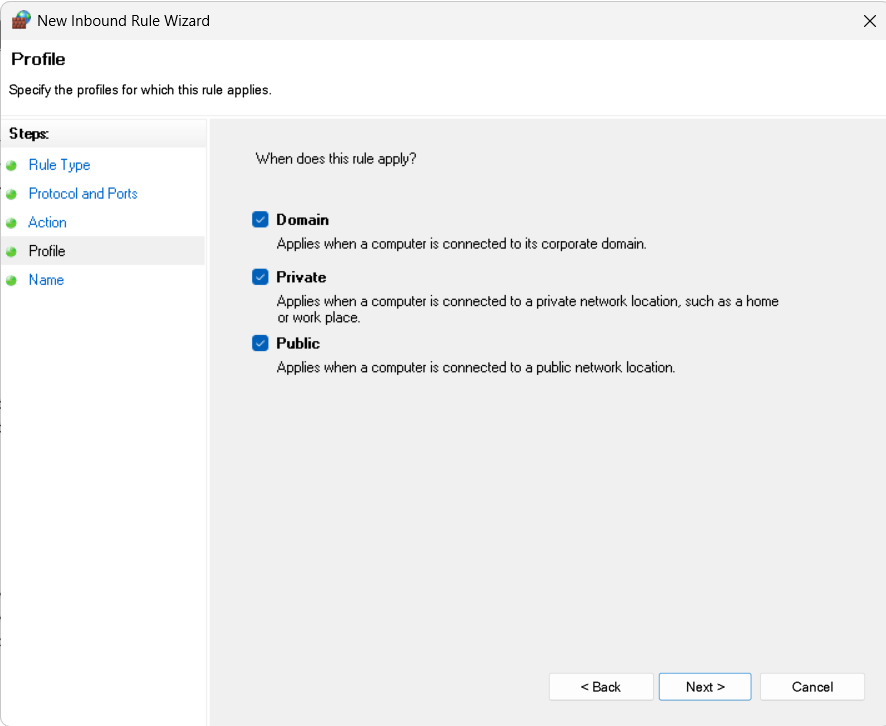 New Inbound Rule Wizard
Profile
Specify the profiles for which this rule applies.
Steps:
Rule Type
Protocol and Ports
Action
Profile
Name
When does this rule apply?
Domain
Applies when a computer is connected to its corporate domain.
Private
Applies when a computer is connected to a private network location, such as a home
or work place.
Public
Applies when a computer is connected to a public network location.
< Back
Next >
Cancel